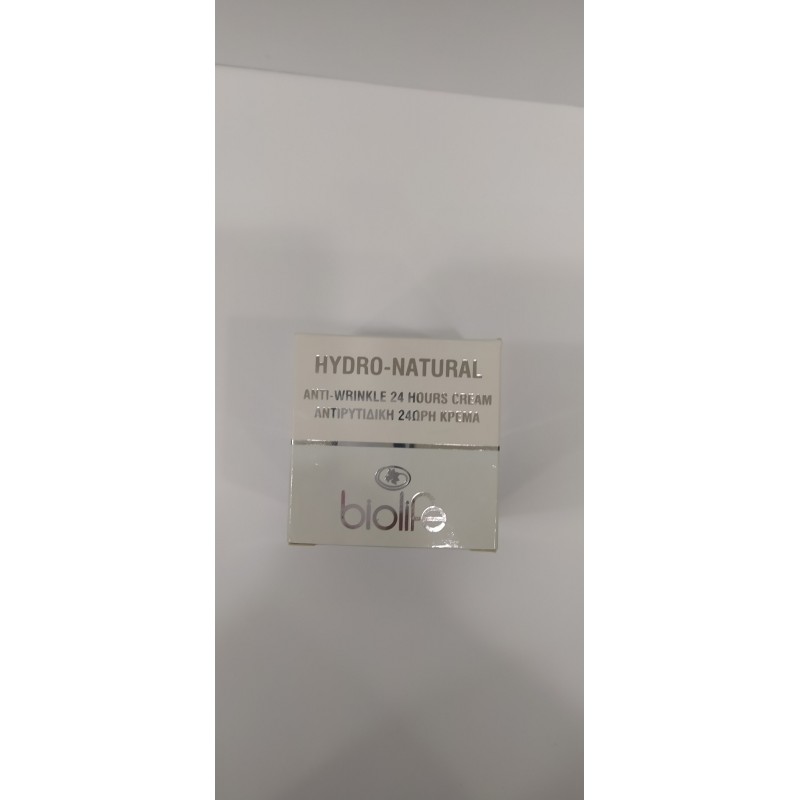 HYDRO-NATURAL
ANTI-WRINKLE 24 HOURS CREAM
ΑΝΤΙΡΥΤΙΔΙΚΗ 24ΩΡΗ ΚΡΕΜΑ
biolife